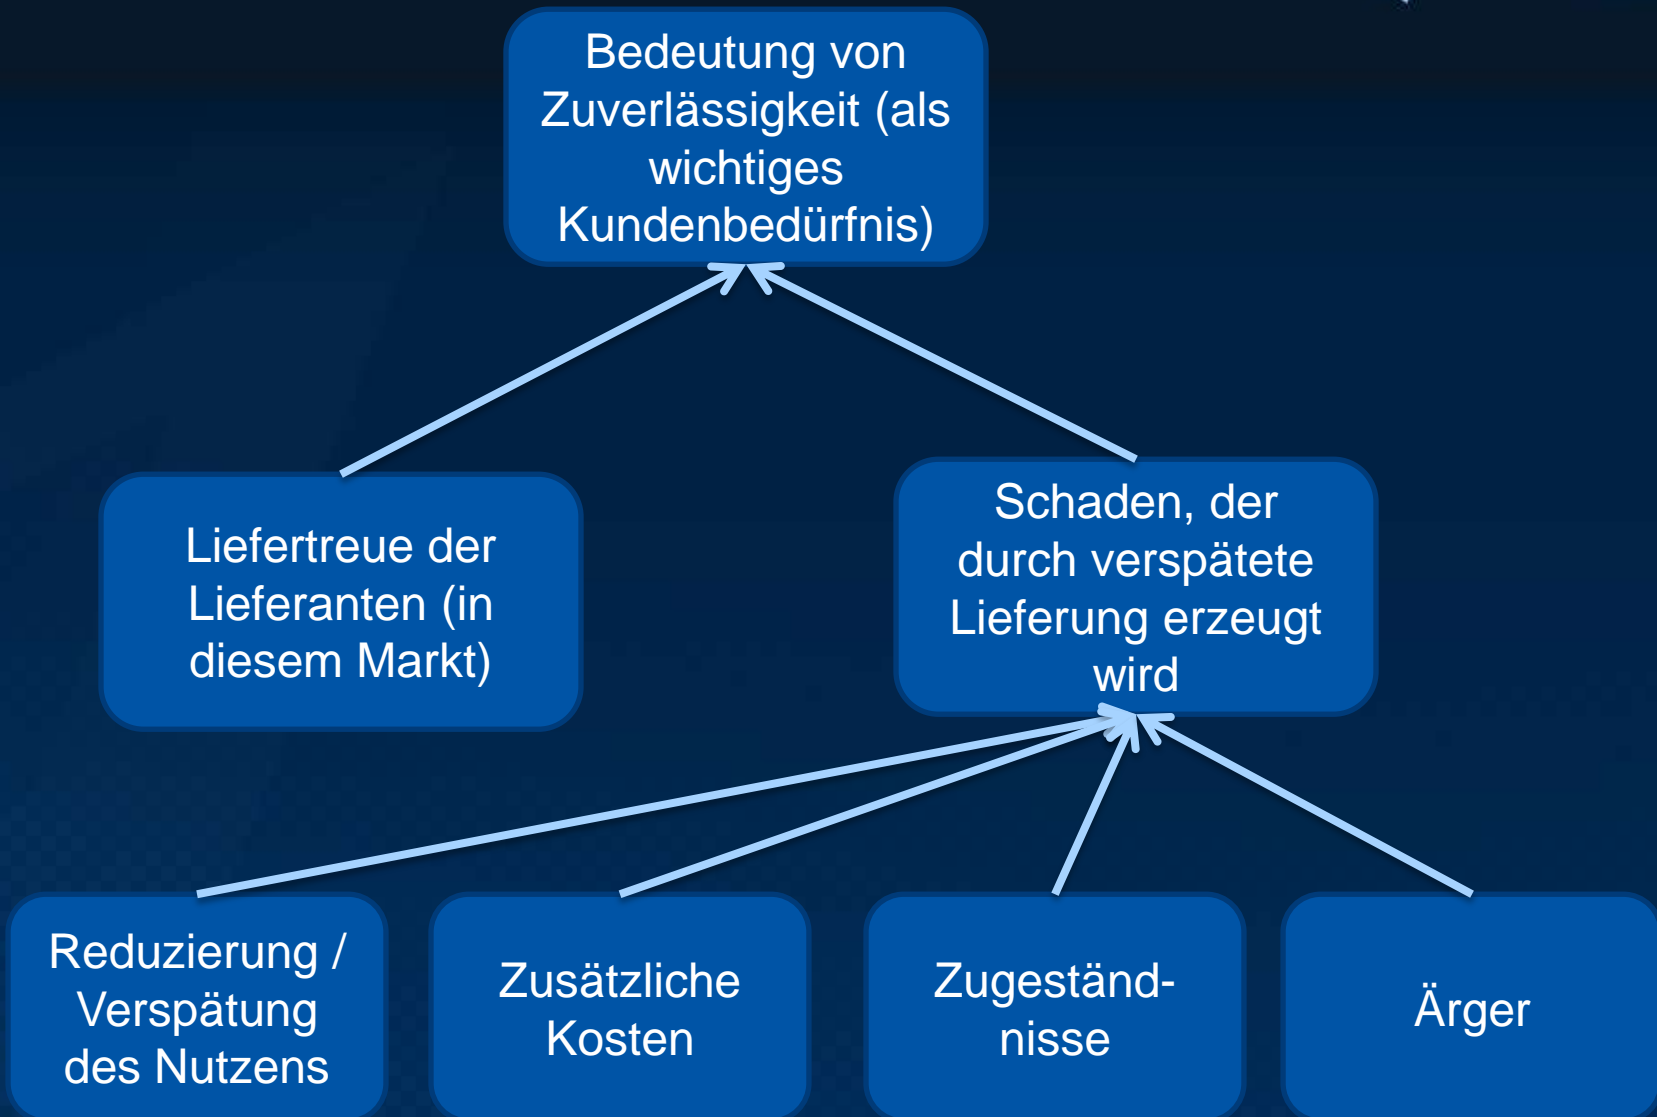 Bedeutung von
Zuverlässigkeit (als
wichtiges
Kundenbedürfnis)
Liefertreue der
Lieferanten (in
diesem Markt)
Schaden, der
durch verspätete
Lieferung erzeugt
wird
Reduzierung /
Verspätung
des Nutzens
Zusätzliche
Kosten
Zugeständ-
nisse
Ärger